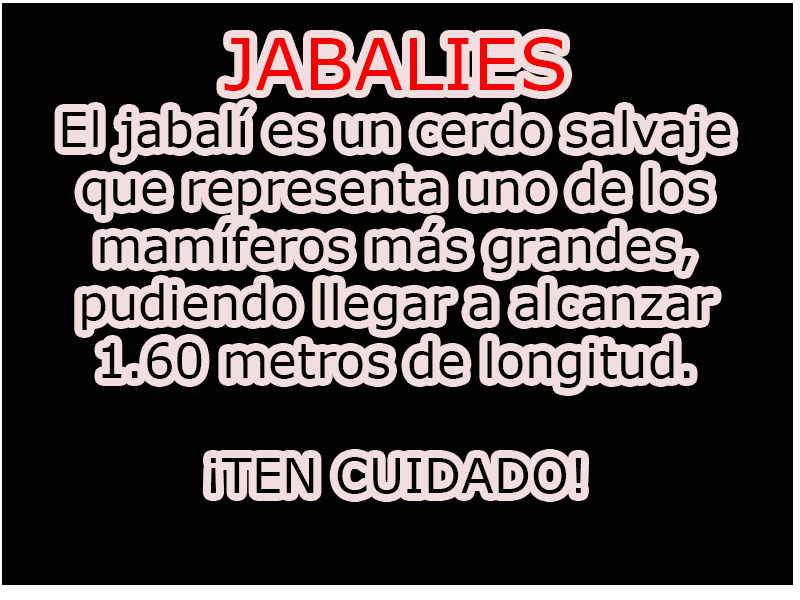 JABALIES
El jabalí es un cerdo salvaje
que representa uno de los
mamíferos más grandes,
pudiendo llegar a alcanzar
1.60 metros de longitud.
¡TEN CUIDADO!